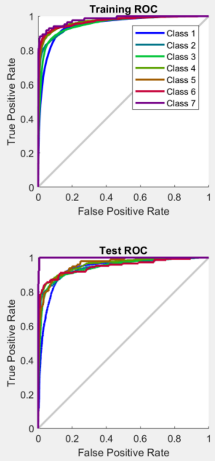 Training ROC
1
0.8
0.6
0.4
0.2
0
True Positive Rate
Class 1
Class 2
Class 3
Class 4
Class 5
Class 6
Class 7
0 0.2 0.4 0.6 0.8 1
False Positive Rate
Test ROC
1
0.8
0.6
0.4
0.2
0
True Positive Rate
0 0.2 0.4 0.6 0.8 1
False Positive Rate